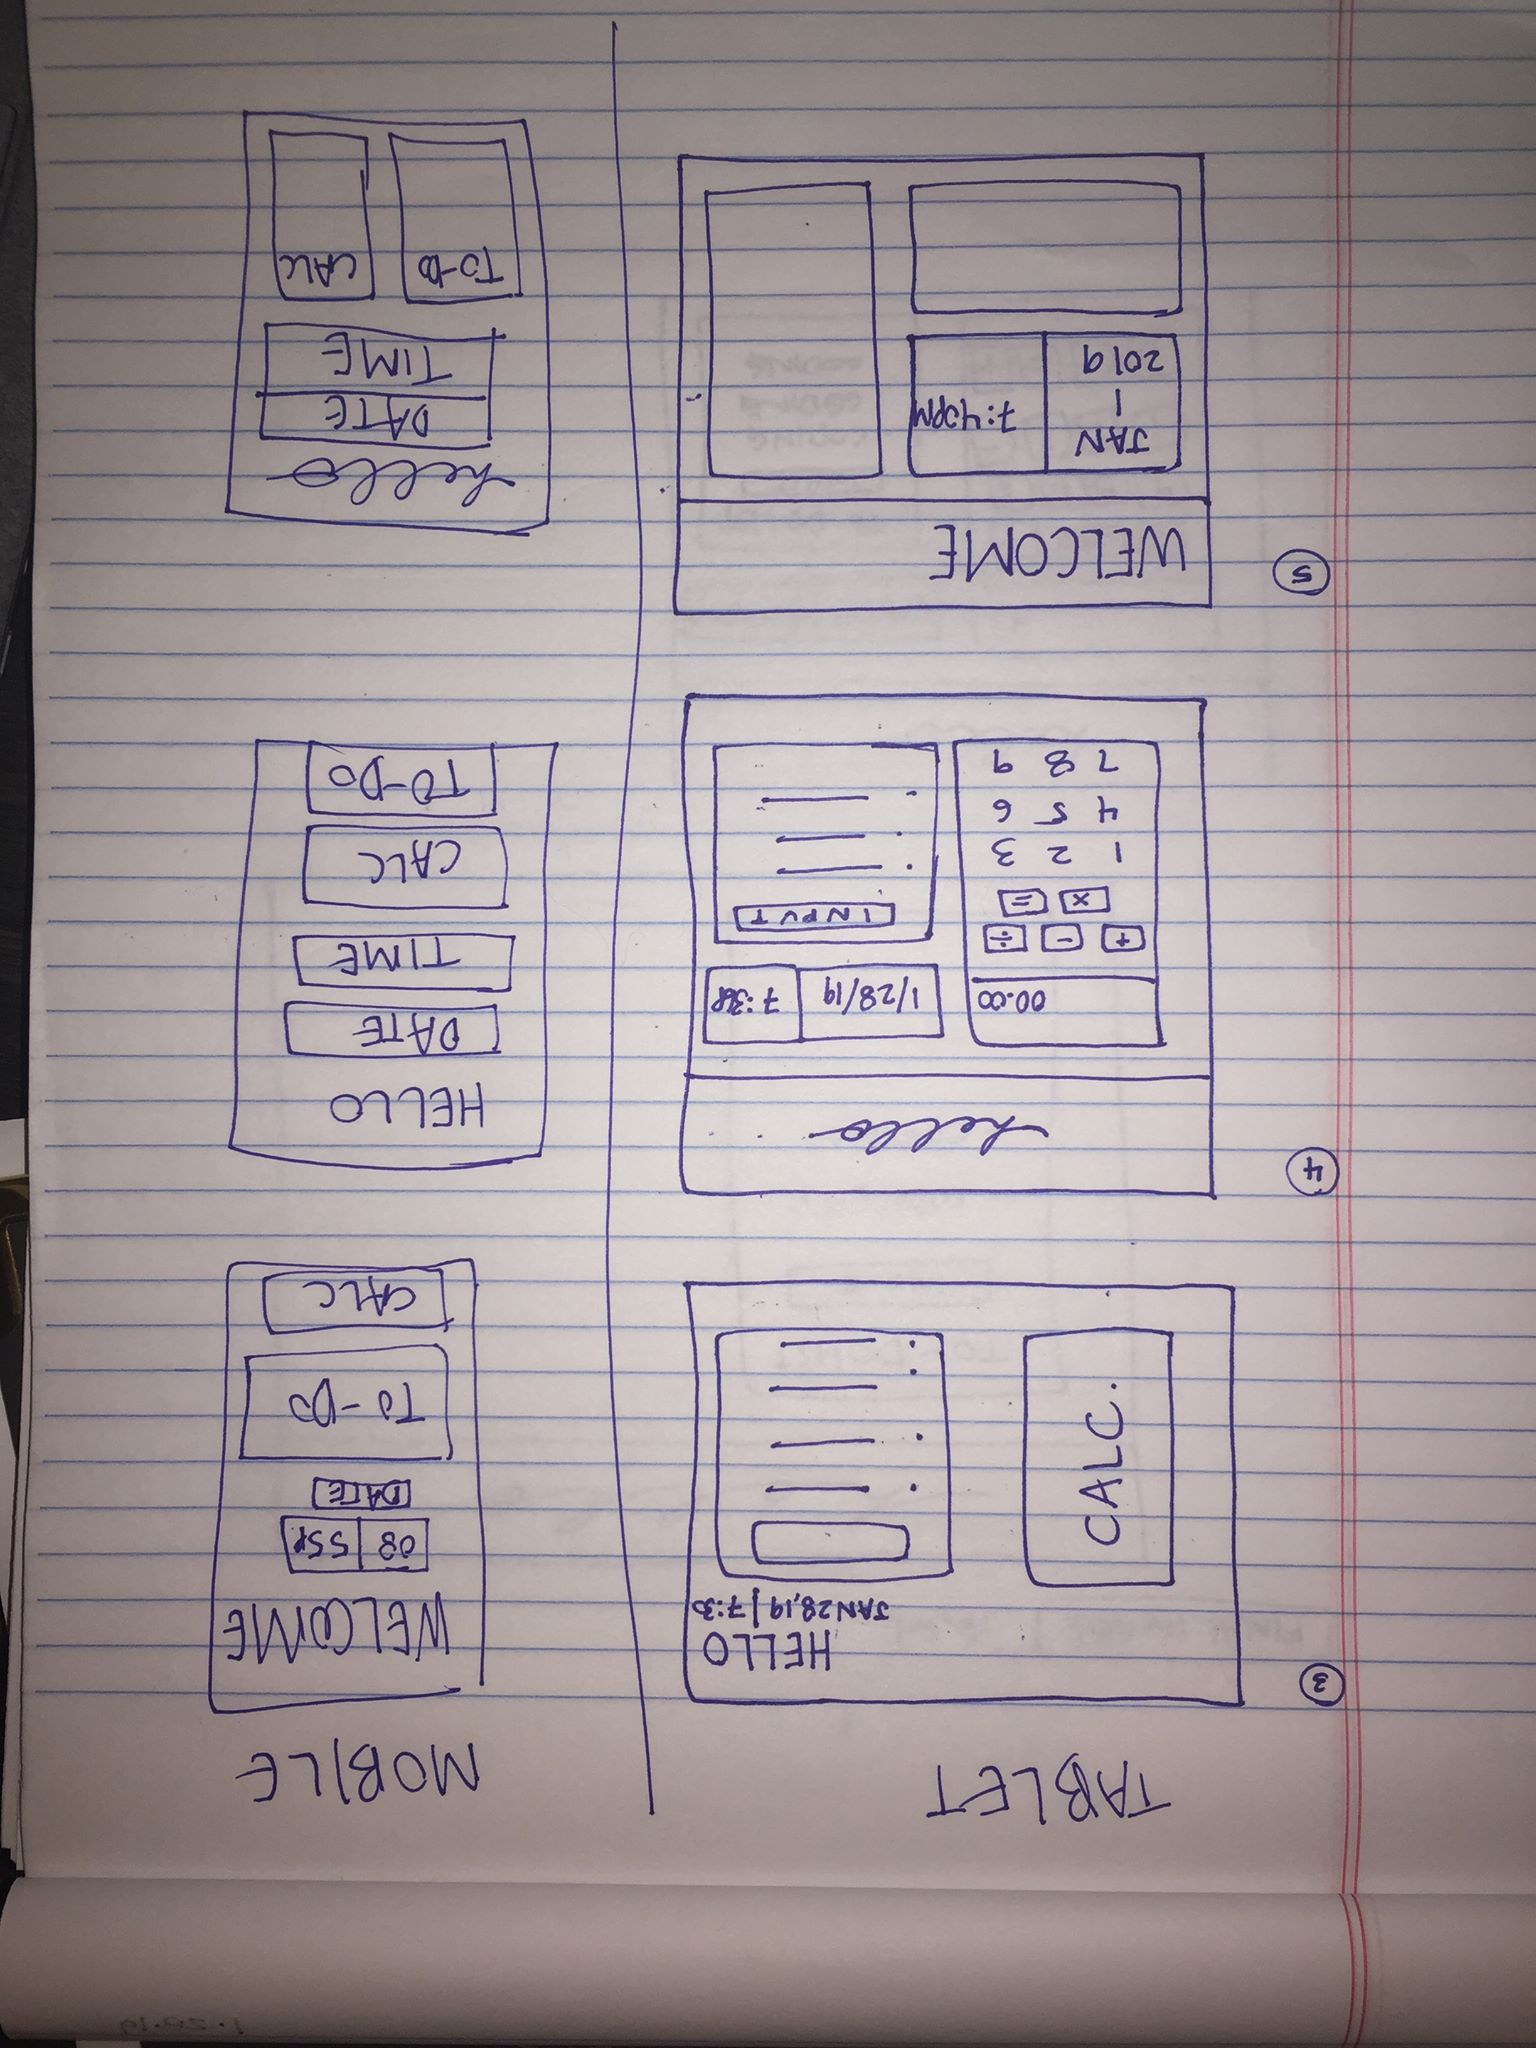 TABLET
MOBILE
3
HELLO
JAN 28, 19 | 7:30
CALC.
WELCOME
08 55P.
DATE
TO-DO
CALC
4
hello
00.00
+ - ÷
x =
1 2 3
4 5 6
7 8 9
1/28/19 7:36P
INPUT
HELLO
DATE
TIME
CALC
TO-DO
5
WELCOME
JAN
1
2019
7:40PM
hello
DATE
TIME
TO-DO CALC